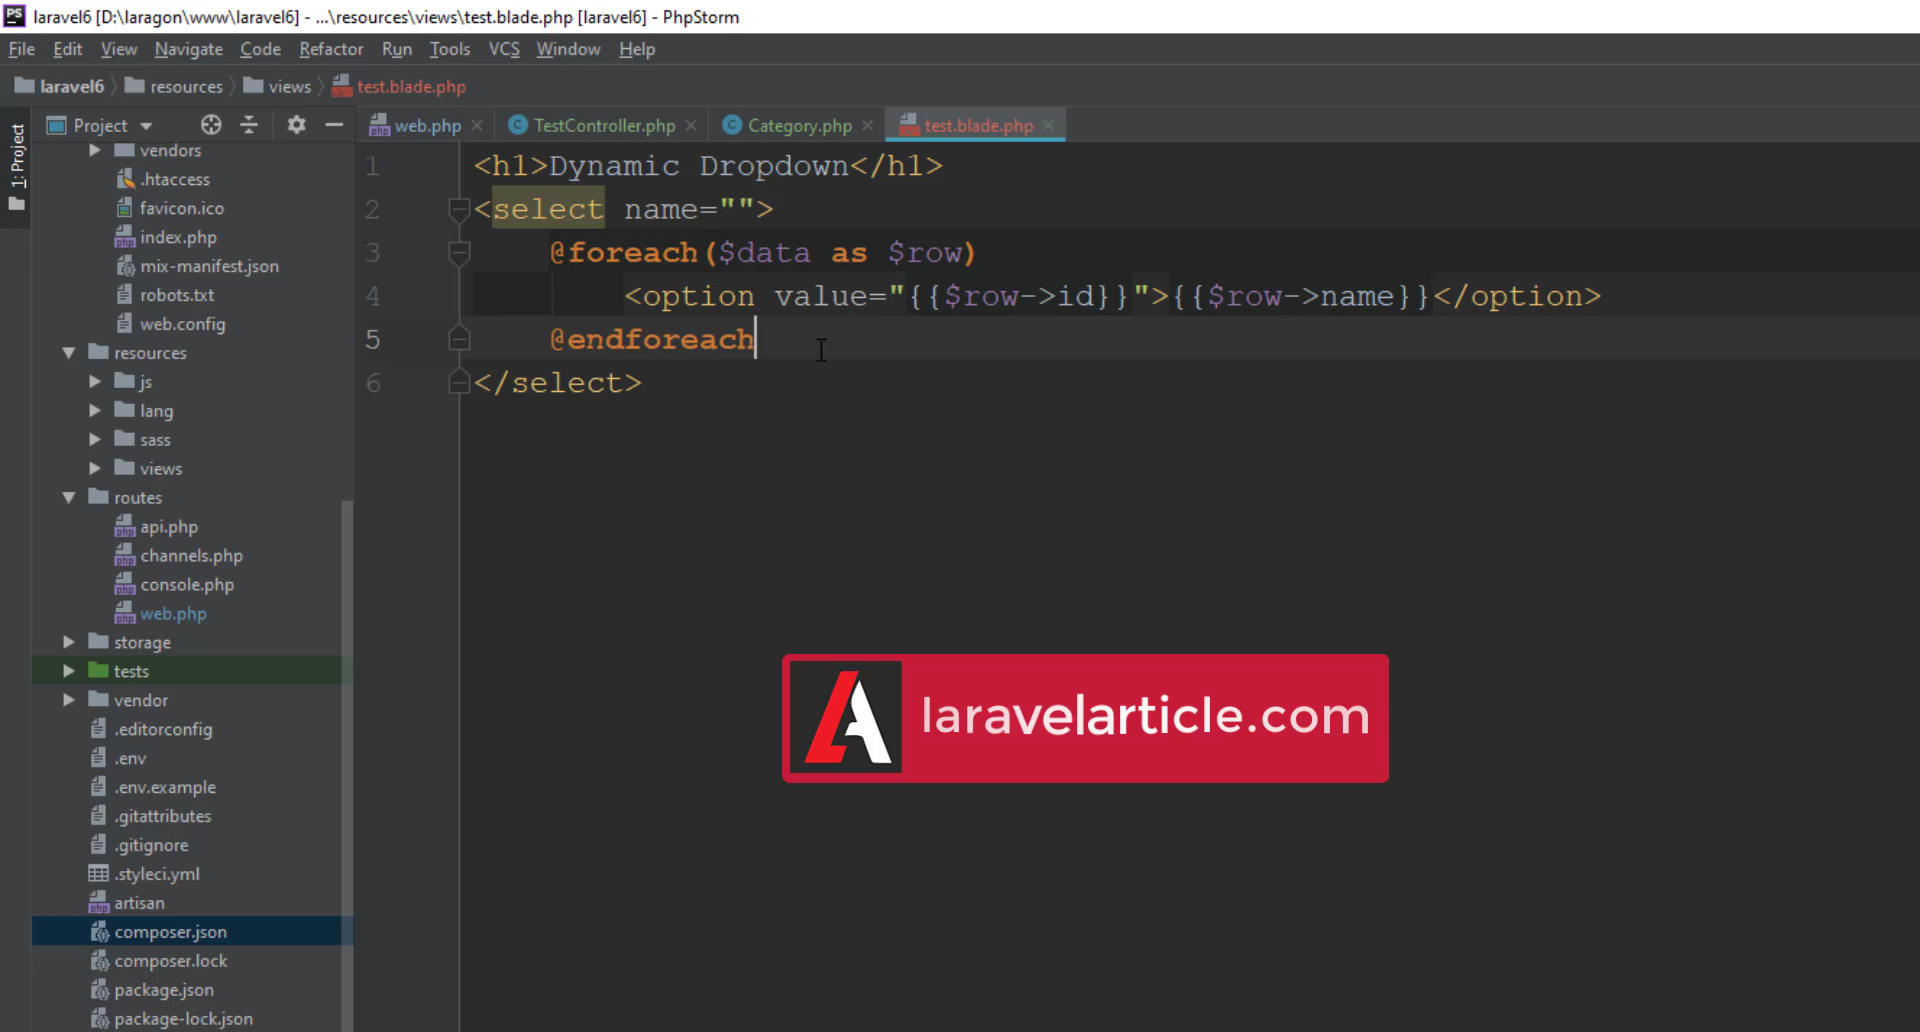 laravel6 [D:\laragon\www\laravel6] - ...\resources\views\test.blade.php [laravel6] - PhpStorm
File Edit View Navigate Code Refactor Run Tools VCS Window Help
laravel6 resources views test.blade.php
1: Project
Project
web.php TestController.php Category.php test.blade.php
vendors
.htaccess
favicon.ico
index.php
mix-manifest.json
robots.txt
web.config
resources
js
lang
sass
views
routes
api.php
channels.php
console.php
web.php
storage
tests
vendor
.editorconfig
.env
.env.example
.gitattributes
.gitignore
.styleci.yml
artisan
composer.json
composer.lock
package.json
package-lock.json
1 <h1>Dynamic Dropdown</h1>
2 <select name="">
3 @foreach($data as $row)
4 <option value="{{$row->id}}">{{$row->name}}</option>
5 @endforeach
6 </select>
laravelarticle.com